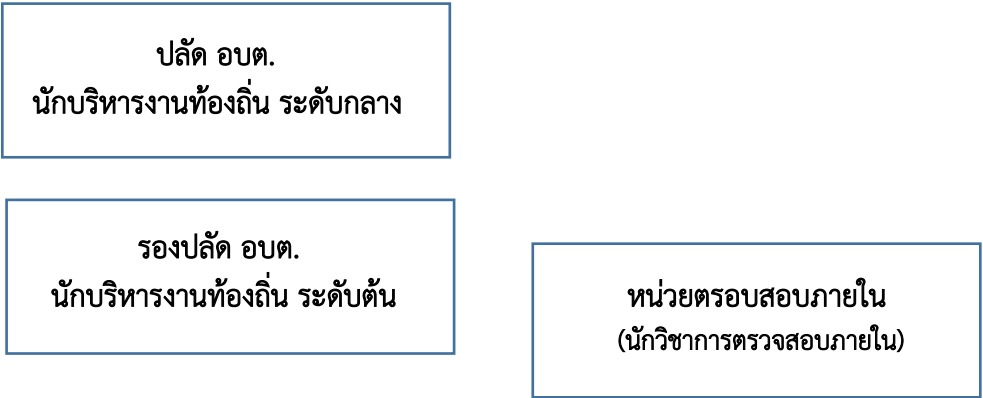 ปลัด อบต.
นักบริหารงานท้องถิ่น ระดับกลาง
รองปลัด อบต.
นักบริหารงานท้องถิ่น ระดับต้น
หน่วยตรอบสอบภายใน
(นักวิชาการตรวจสอบภายใน)